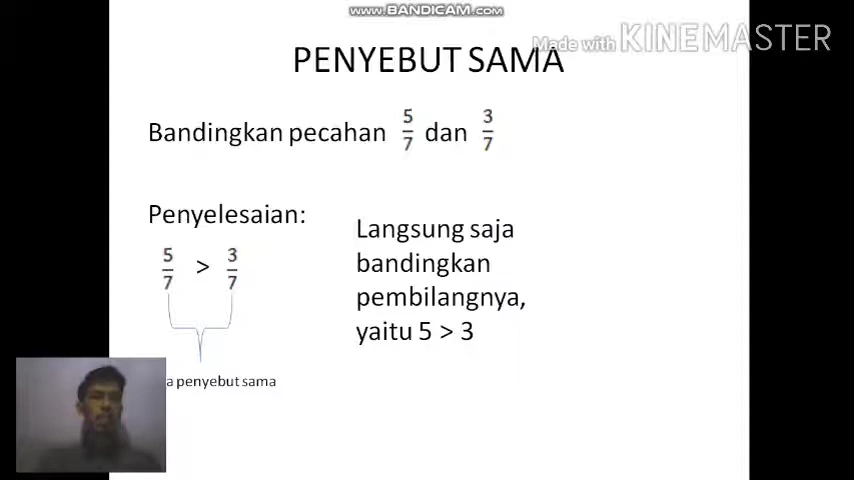 www.BANDICAM.com
Made with KINEMASTER
PENYEBUT SAMA
Bandingkan pecahan 5/7 dan 3/7
Penyelesaian:
5/7 > 3/7
Langsung saja
bandingkan
pembilangnya,
yaitu 5 > 3
penyebut sama